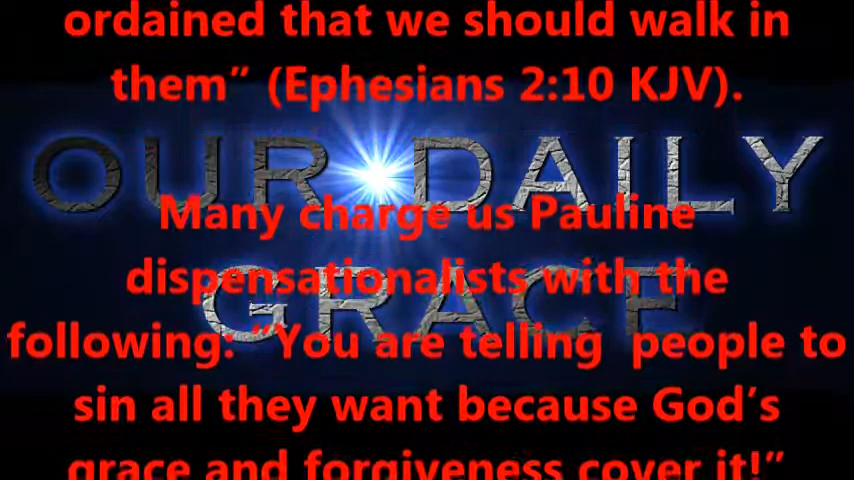 ordained that we should walk in
them” (Ephesians 2:10 KJV).
OUR DAILY
Many charge us Pauline
dispensationalists with the
GRACE
following: “You are telling  people to
sin all they want because God’s
grace and forgiveness cover it!”